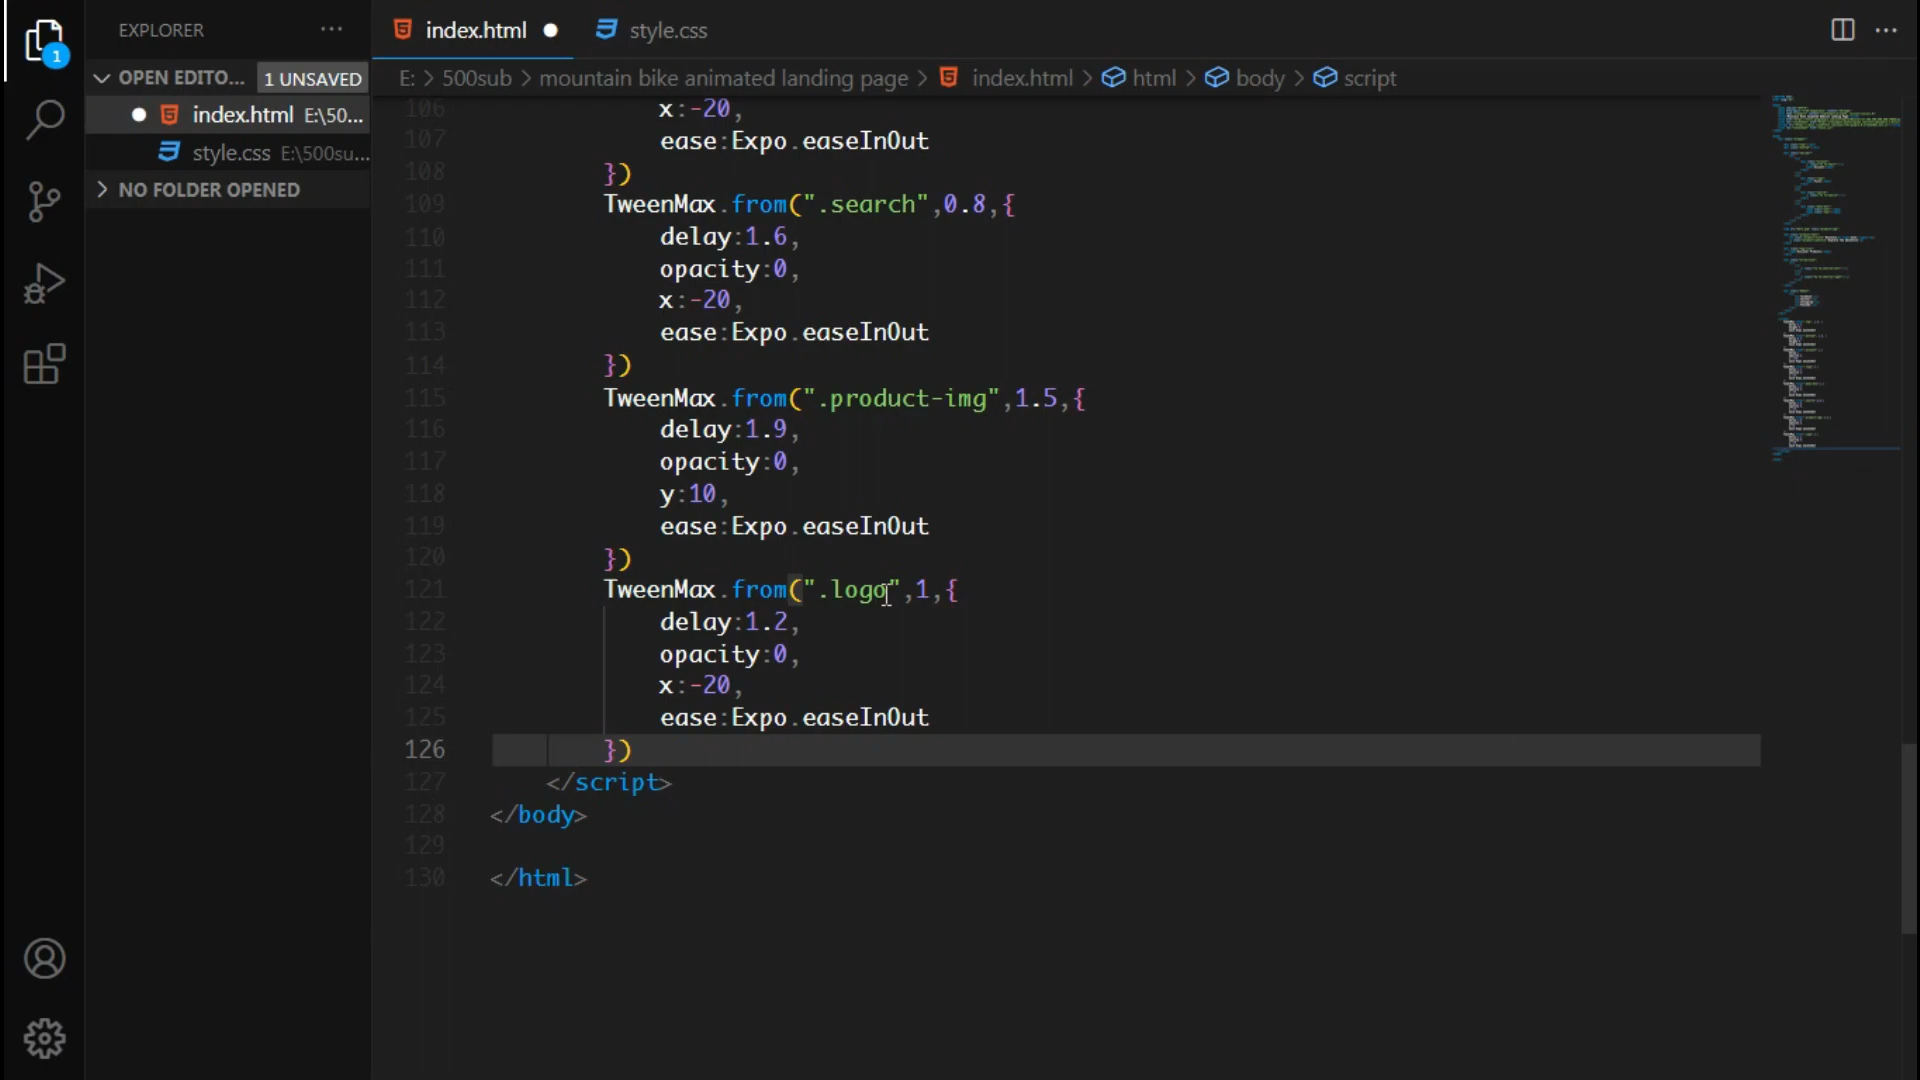 EXPLORER
index.html
style.css
OPEN EDITO... 1 UNSAVED
E: > 500sub > mountain bike animated landing page > index.html > html > body > script
index.html E:\50...
style.css E:\500su...
NO FOLDER OPENED
1
106 x:-20,
107 ease:Expo.easeInOut
108 })
109 TweenMax.from(".search",0.8,{
110 delay:1.6,
111 opacity:0,
112 x:-20,
113 ease:Expo.easeInOut
114 })
115 TweenMax.from(".product-img",1.5,{
116 delay:1.9,
117 opacity:0,
118 y:10,
119 ease:Expo.easeInOut
120 })
121 TweenMax.from(".logo",1,{
122 delay:1.2,
123 opacity:0,
124 x:-20,
125 ease:Expo.easeInOut
126 })
127 </script>
128 </body>
129
130 </html>